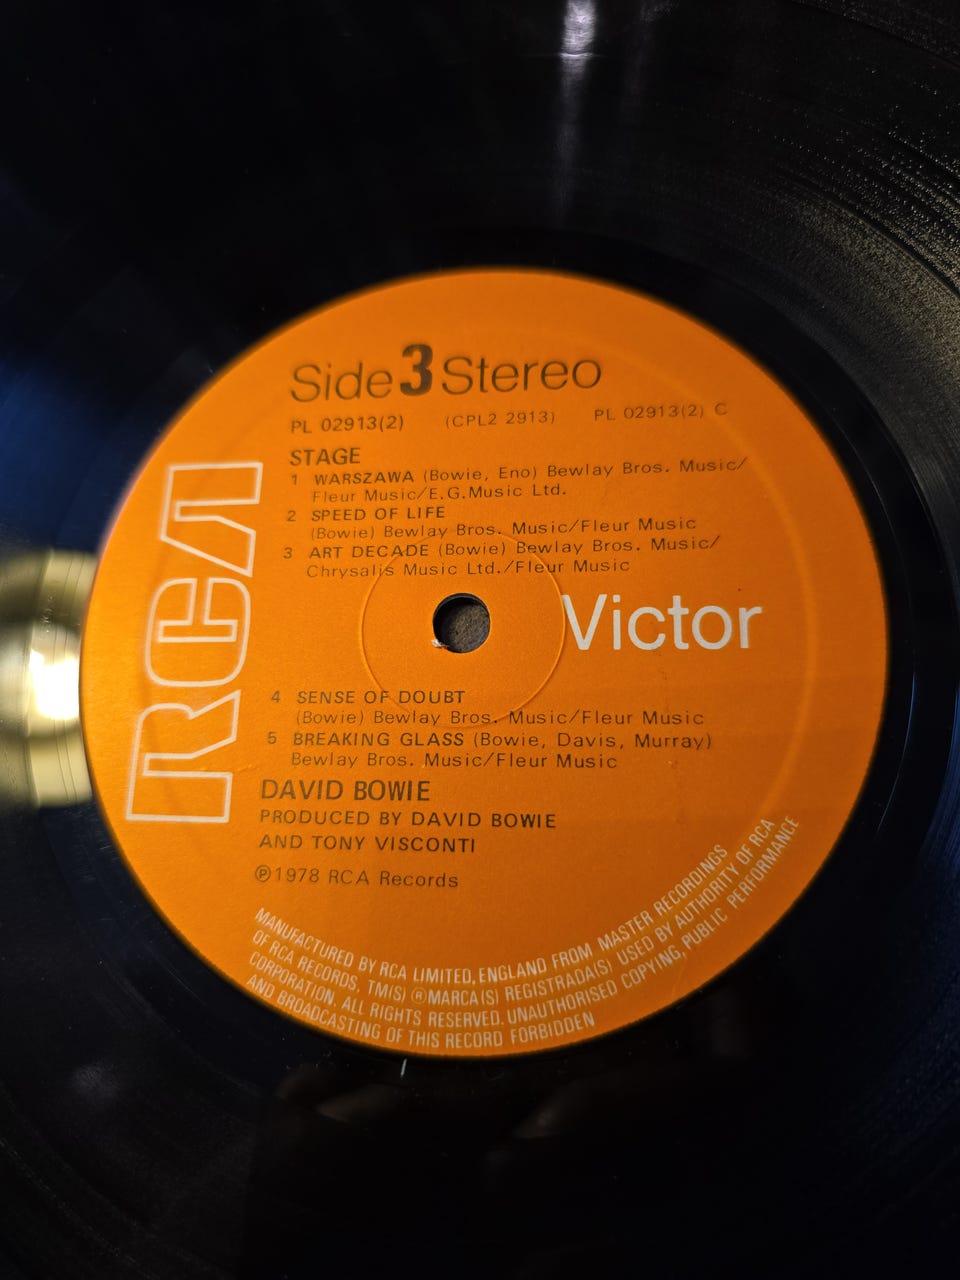 Side 3 Stereo
PL 02913(2) (CPL2 2913) PL 02913(2) C
STAGE
1 WARSZAWA (Bowie, Eno) Bewlay Bros. Music/
Fleur Music/E.G.Music Ltd.
2 SPEED OF LIFE
(Bowie) Bewlay Bros. Music/Fleur Music
3 ART DECADE (Bowie) Bewlay Bros. Music/
Chrysalis Music Ltd./Fleur Music
RCA
Victor
4 SENSE OF DOUBT
(Bowie) Bewlay Bros. Music/Fleur Music
5 BREAKING GLASS (Bowie, Davis, Murray)
Bewlay Bros. Music/Fleur Music
DAVID BOWIE
PRODUCED BY DAVID BOWIE
AND TONY VISCONTI
℗1978 RCA Records
MANUFACTURED BY RCA LIMITED, ENGLAND FROM MASTER RECORDINGS
OF RCA RECORDS. TM(S) ® MARCA(S) REGISTRADA(S) USED BY AUTHORITY OF RCA
CORPORATION. ALL RIGHTS RESERVED. UNAUTHORISED COPYING, PUBLIC PERFORMANCE
AND BROADCASTING OF THIS RECORD FORBIDDEN